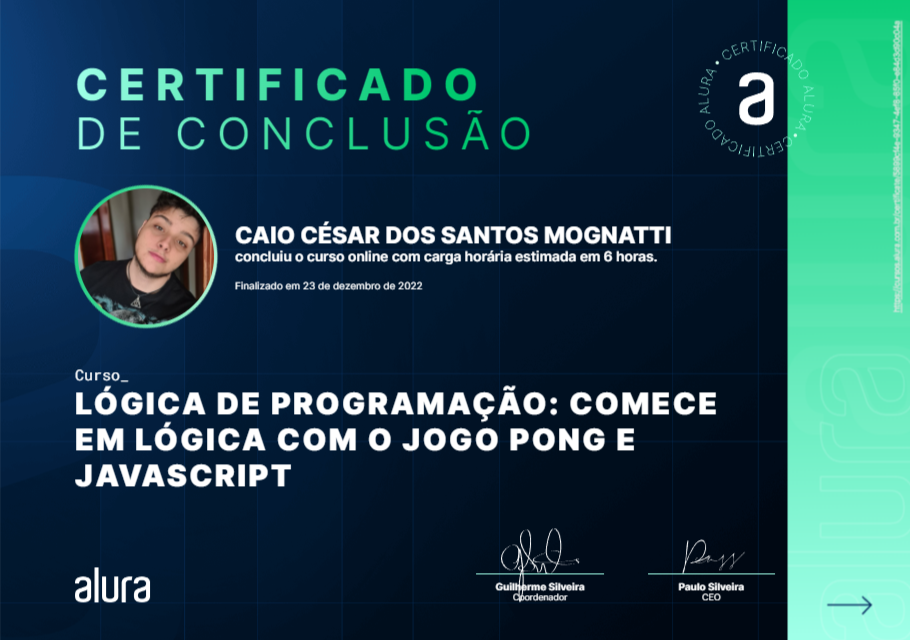 CERTIFICADO
DE CONCLUSÃO
CERTIFICADO ALURA • CERTIFICADO ALURA •
a
CAIO CÉSAR DOS SANTOS MOGNATTI
concluiu o curso online com carga horária estimada em 6 horas.
Finalizado em 23 de dezembro de 2022
Curso_
LÓGICA DE PROGRAMAÇÃO: COMECE
EM LÓGICA COM O JOGO PONG E
JAVASCRIPT
alura
Guilherme Silveira
Coordenador
Paulo Silveira
CEO
alura